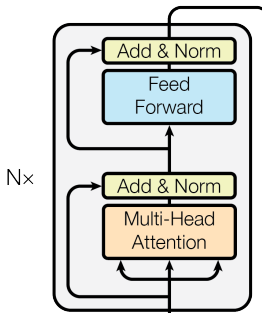 Add & Norm
Feed
Forward
N×
Add & Norm
Multi-Head
Attention